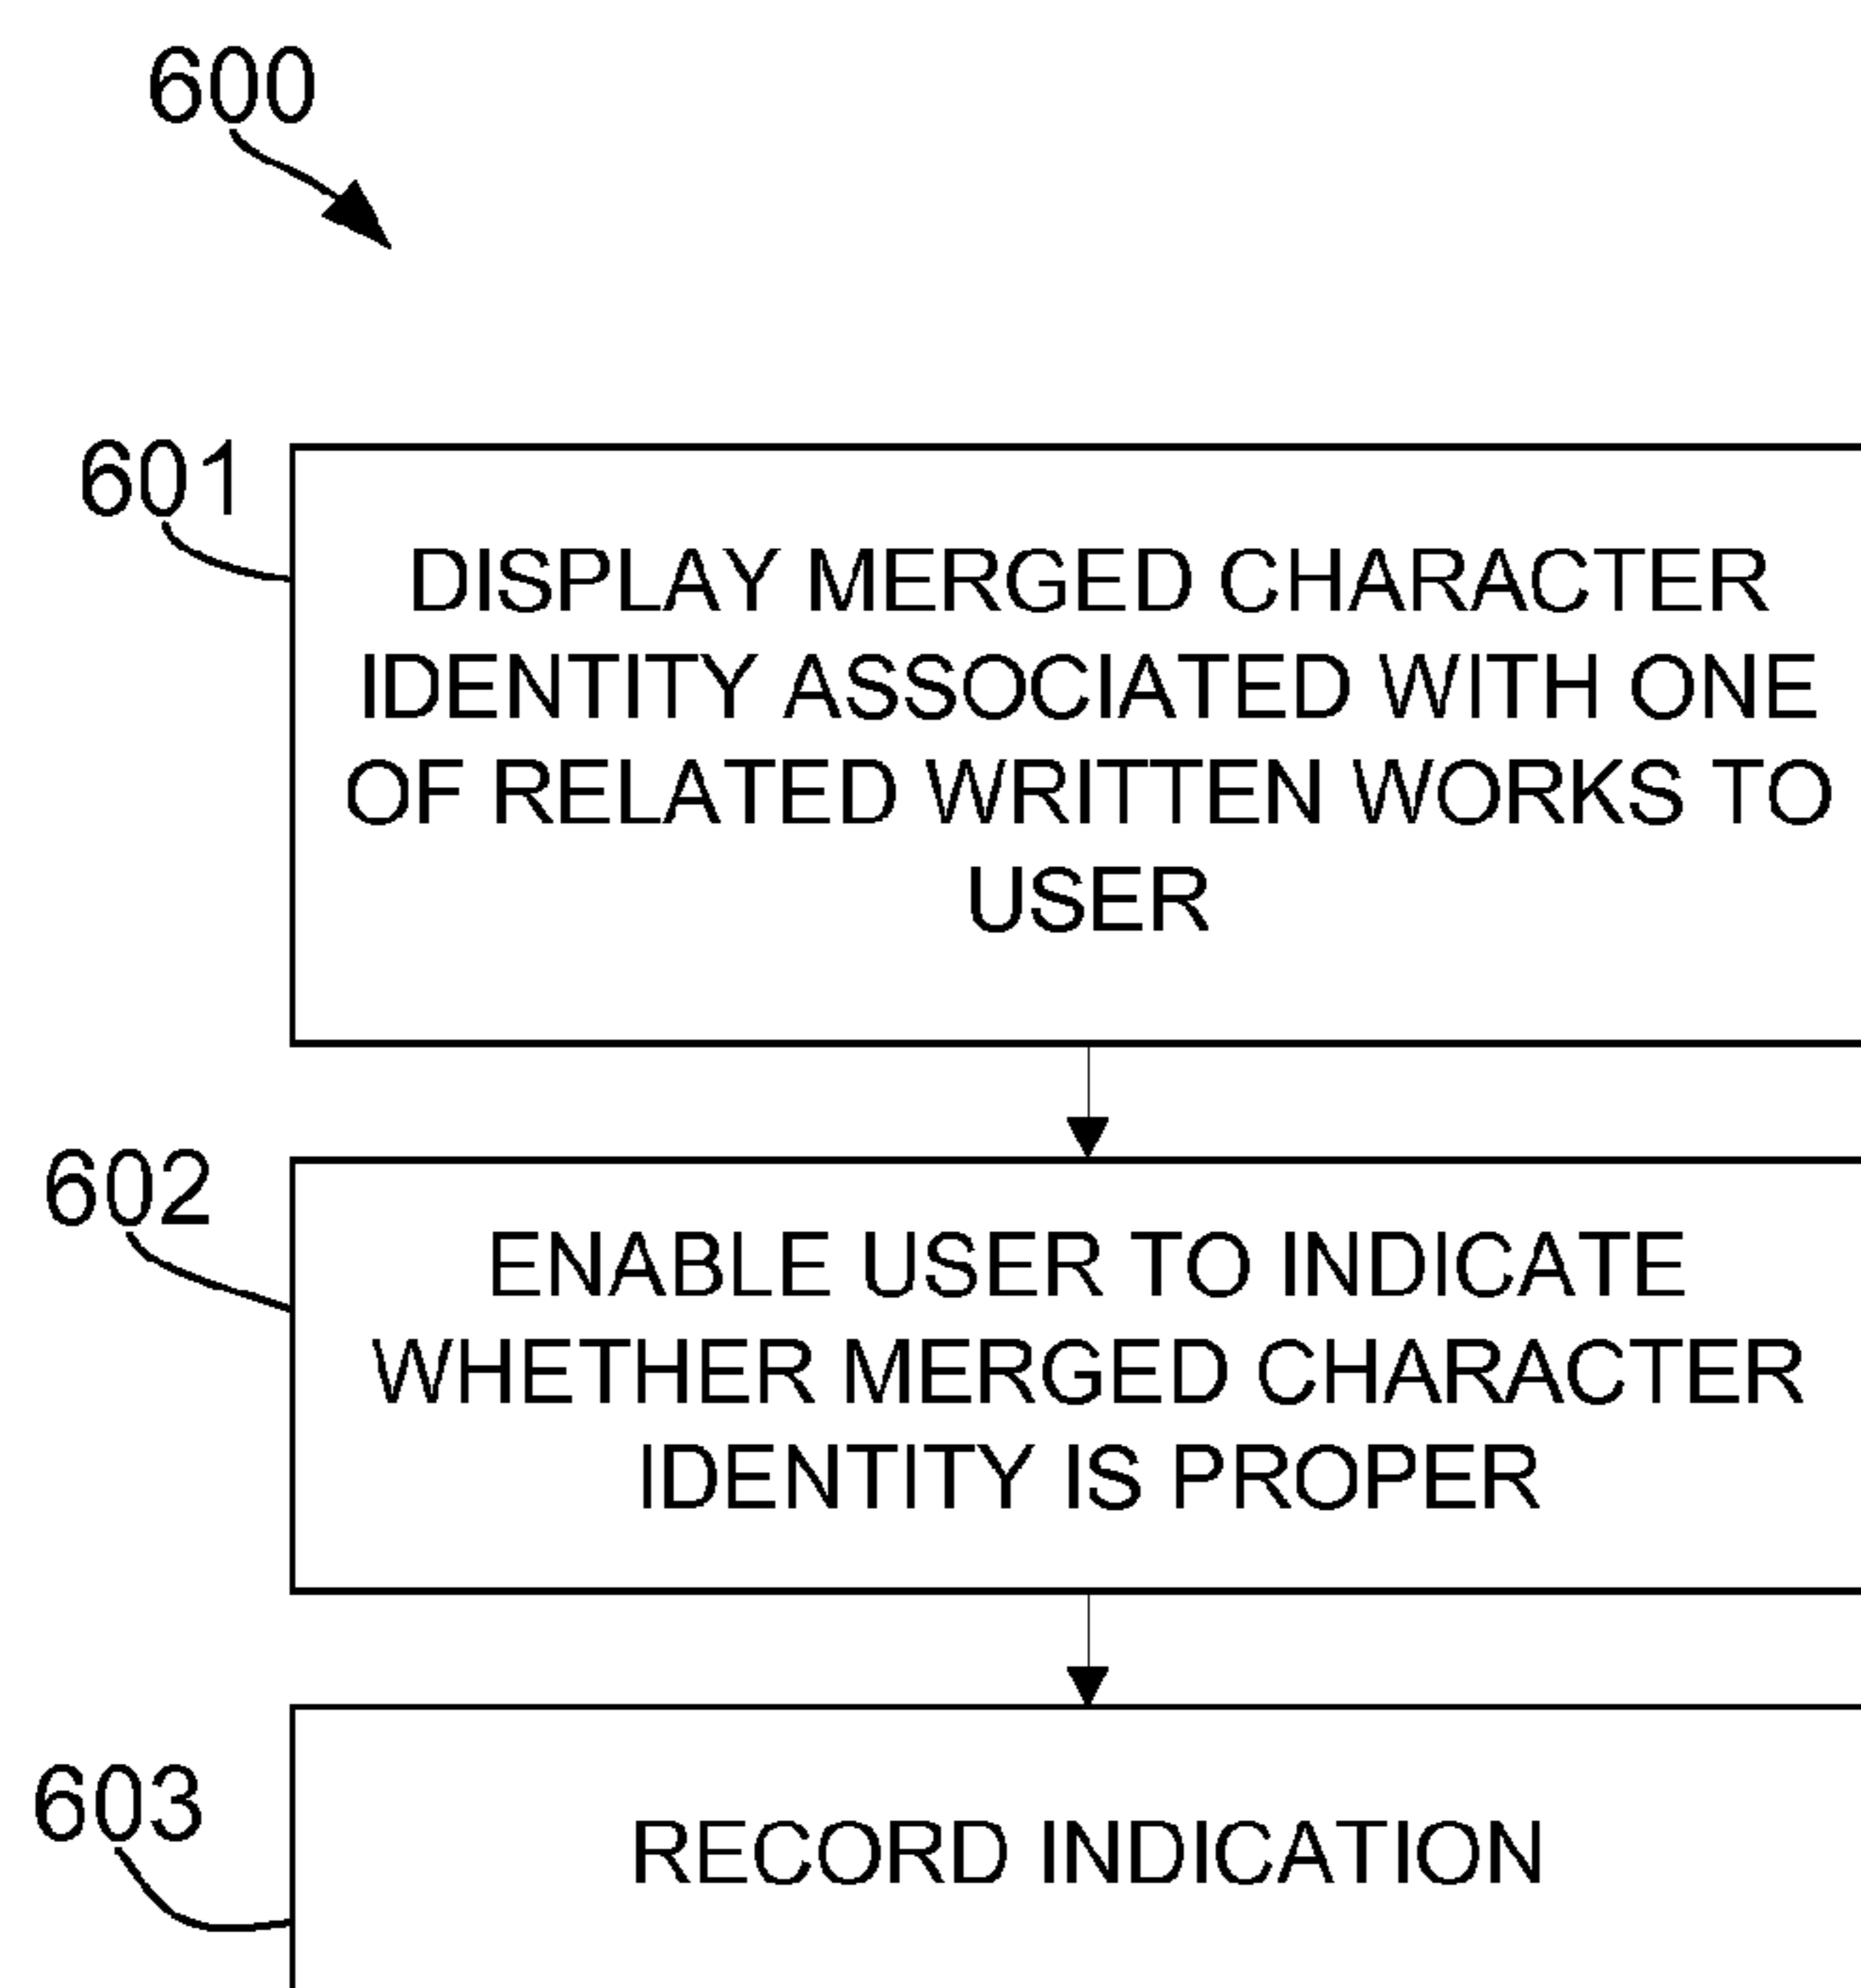 600
601
DISPLAY MERGED CHARACTER
IDENTITY ASSOCIATED WITH ONE
OF RELATED WRITTEN WORKS TO
USER
602
ENABLE USER TO INDICATE
WHETHER MERGED CHARACTER
IDENTITY IS PROPER
603
RECORD INDICATION